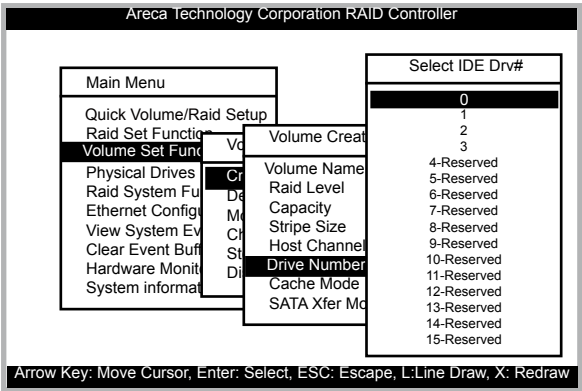 Areca Technology Corporation RAID Controller
Main Menu
Quick Volume/Raid Setup
Raid Set Function
Volume Set Func
Physical Drives
Raid System Fu
Ethernet Configu
View System Ev
Clear Event Buff
Hardware Monit
System informat
Vo
Cr
De
Mo
Ch
St
Di
Volume Creat
Volume Name
Raid Level
Capacity
Stripe Size
Host Channel
Drive Number
Cache Mode
SATA Xfer Mo
Select IDE Drv#
0
1
2
3
4-Reserved
5-Reserved
6-Reserved
7-Reserved
8-Reserved
9-Reserved
10-Reserved
11-Reserved
12-Reserved
13-Reserved
14-Reserved
15-Reserved
Arrow Key: Move Cursor, Enter: Select, ESC: Escape, L:Line Draw, X: Redraw